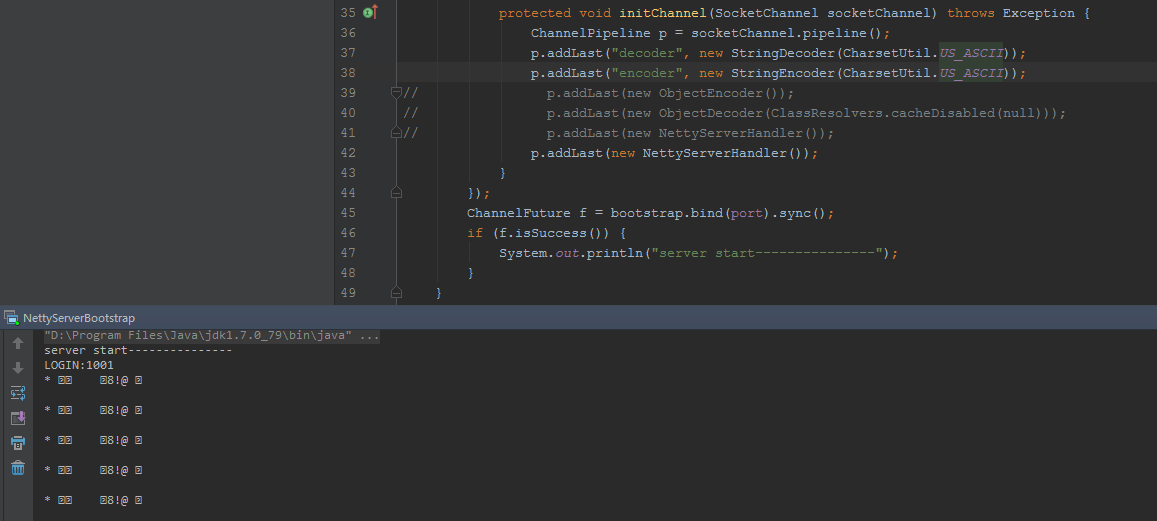 35 protected void initChannel(SocketChannel socketChannel) throws Exception {
36 ChannelPipeline p = socketChannel.pipeline();
37 p.addLast("decoder", new StringDecoder(CharsetUtil.US_ASCII));
38 p.addLast("encoder", new StringEncoder(CharsetUtil.US_ASCII));
39 // p.addLast(new ObjectEncoder());
40 // p.addLast(new ObjectDecoder(ClassResolvers.cacheDisabled(null)));
41 // p.addLast(new NettyServerHandler());
42 p.addLast(new NettyServerHandler());
43 }
44 });
45 ChannelFuture f = bootstrap.bind(port).sync();
46 if (f.isSuccess()) {
47 System.out.println("server start---------------");
48 }
49 }
NettyServerBootstrap
"D:\Program Files\Java\jdk1.7.0_79\bin\java" ...
server start---------------
LOGIN:1001
* 8!@
* 8!@
* 8!@
* 8!@
* 8!@